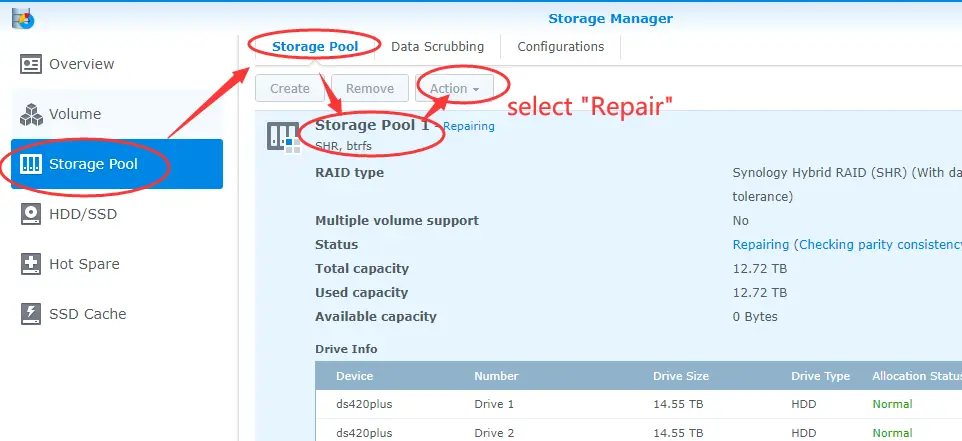 Storage Manager
Overview
Volume
Storage Pool
HDD/SSD
Hot Spare
SSD Cache
Storage Pool Data Scrubbing Configurations
Create Remove Action
select "Repair"
Storage Pool 1 - Repairing
SHR, btrfs
RAID type Synology Hybrid RAID (SHR) (With da
tolerance)
Multiple volume support No
Status Repairing (Checking parity consistency
Total capacity 12.72 TB
Used capacity 12.72 TB
Available capacity 0 Bytes
Drive Info
Device Number Drive Size Drive Type Allocation Status
ds420plus Drive 1 14.55 TB HDD Normal
ds420plus Drive 2 14.55 TB HDD Normal